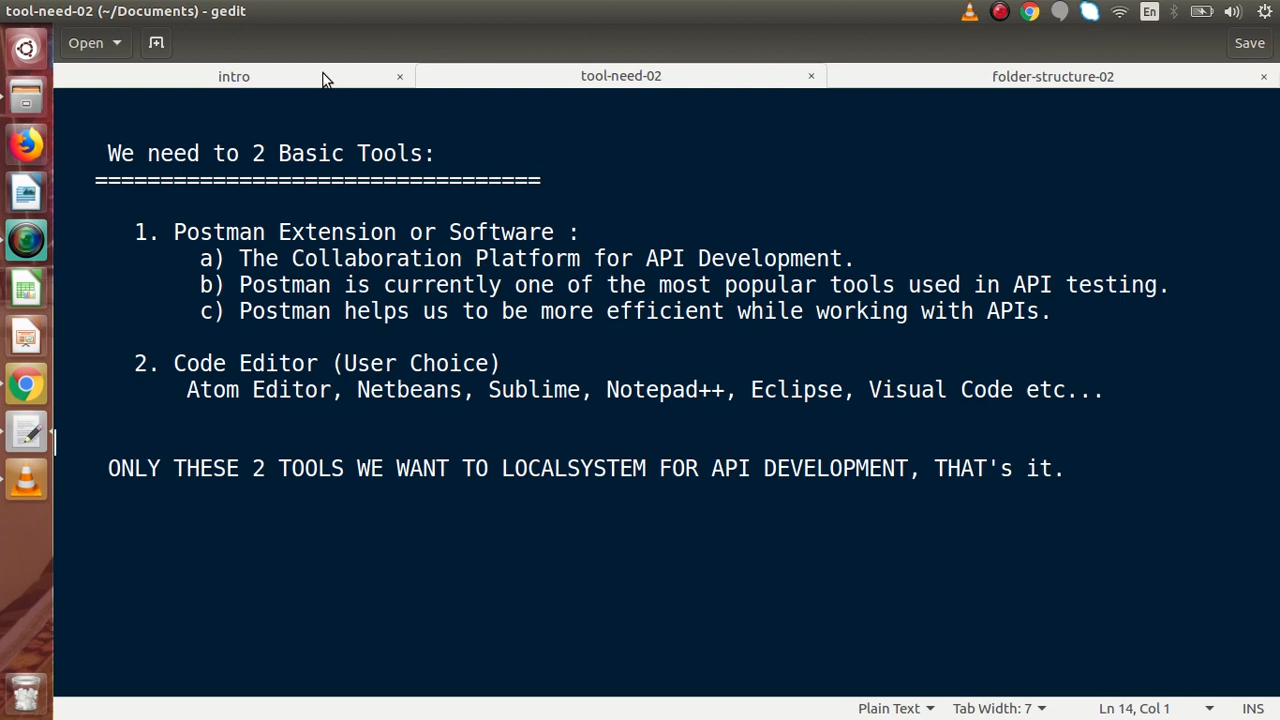 tool-need-02 (~/Documents) - gedit
En
Open
Save
intro
tool-need-02
folder-structure-02
We need to 2 Basic Tools:
==================================
1. Postman Extension or Software :
a) The Collaboration Platform for API Development.
b) Postman is currently one of the most popular tools used in API testing.
c) Postman helps us to be more efficient while working with APIs.
2. Code Editor (User Choice)
Atom Editor, Netbeans, Sublime, Notepad++, Eclipse, Visual Code etc...
ONLY THESE 2 TOOLS WE WANT TO LOCALSYSTEM FOR API DEVELOPMENT, THAT's it.
Plain Text
Tab Width: 7
Ln 14, Col 1
INS